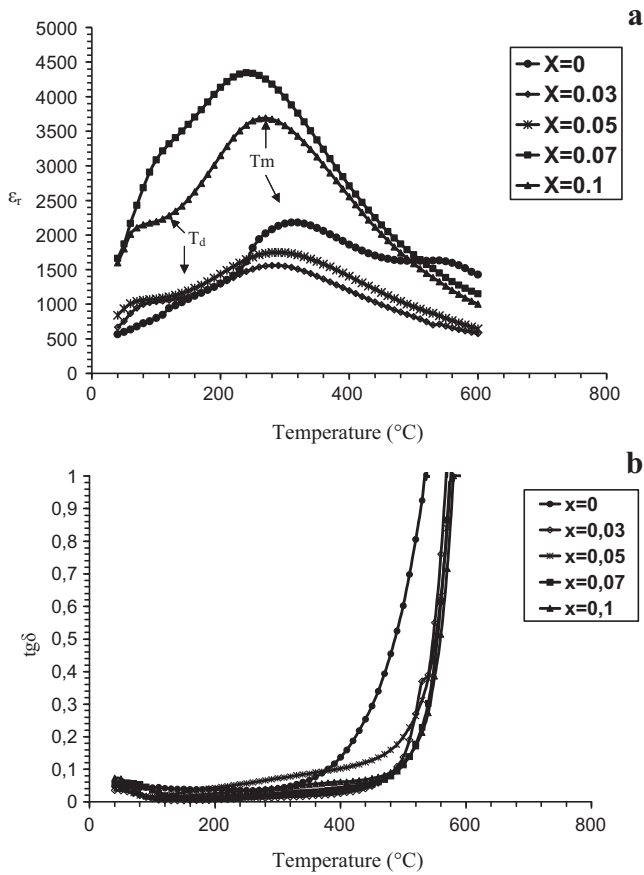 a
5000
4500
4000
3500
3000
2500
2000
1500
1000
500
0
εr
X=0
X=0.03
X=0.05
X=0.07
X=0.1
Tm
Td
0 200 400 600 800
Temperature (°C)
b
1
0,9
0,8
0,7
0,6
0,5
0,4
0,3
0,2
0,1
0
tgδ
x=0
x=0,03
x=0,05
x=0,07
x=0,1
0 200 400 600 800
Temperature (°C)